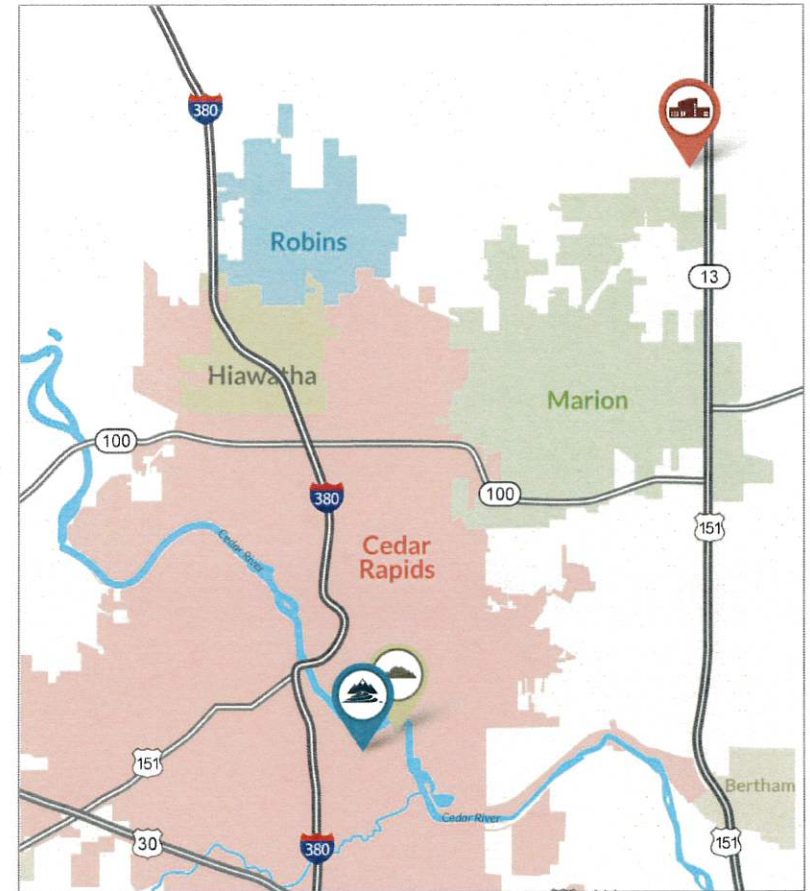 380
Robins
13
Hiawatha
Marion
100
100
380
151
Cedar
Rapids
Cedar River
151
Bertham
Cedar River
30
380
151